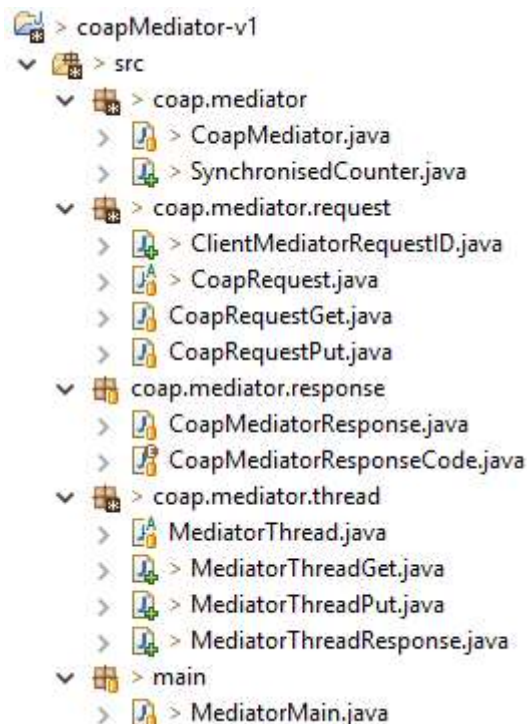 > coapMediator-v1
> src
> coap.mediator
> CoapMediator.java
> SynchronisedCounter.java
> coap.mediator.request
> ClientMediatorRequestID.java
> CoapRequest.java
CoapRequestGet.java
CoapRequestPut.java
coap.mediator.response
CoapMediatorResponse.java
CoapMediatorResponseCode.java
> coap.mediator.thread
MediatorThread.java
> MediatorThreadGet.java
> MediatorThreadPut.java
> MediatorThreadResponse.java
> main
> MediatorMain.java